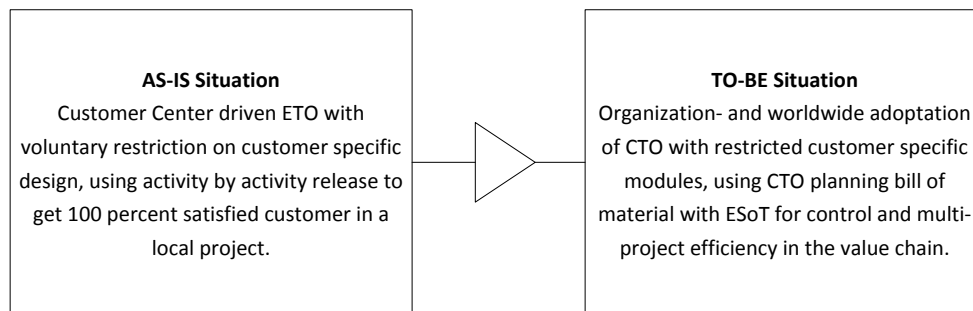 AS-IS Situation
Customer Center driven ETO with
voluntary restriction on customer specific
design, using activity by activity release to
get 100 percent satisfied customer in a
local project.
TO-BE Situation
Organization- and worldwide adoptation
of CTO with restricted customer specific
modules, using CTO planning bill of
material with ESoT for control and multi-
project efficiency in the value chain.